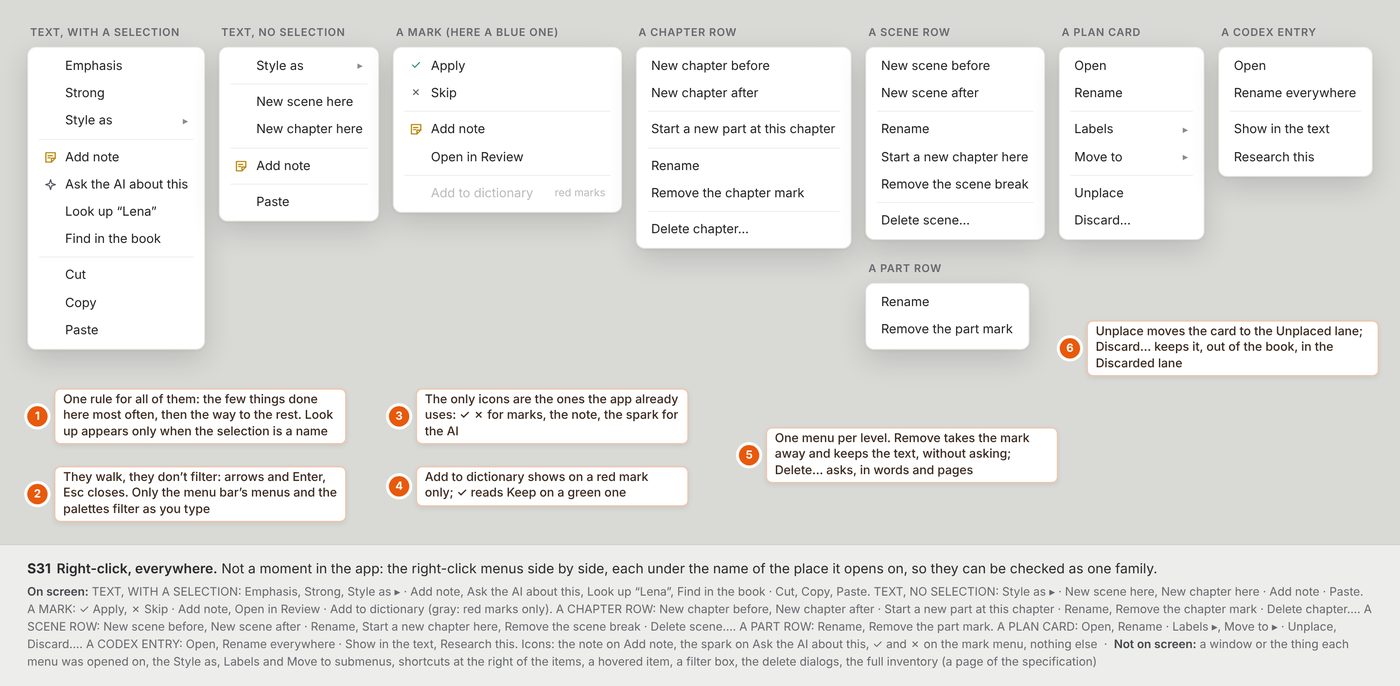 TEXT, WITH A SELECTION
Emphasis
Strong
Style as ▸
Add note
Ask the AI about this
Look up “Lena”
Find in the book
Cut
Copy
Paste
TEXT, NO SELECTION
Style as ▸
New scene here
New chapter here
Add note
Paste
A MARK (HERE A BLUE ONE)
✓ Apply
× Skip
Add note
Open in Review
Add to dictionary red marks
A CHAPTER ROW
New chapter before
New chapter after
Start a new part at this chapter
Rename
Remove the chapter mark
Delete chapter…
A SCENE ROW
New scene before
New scene after
Rename
Start a new chapter here
Remove the scene break
Delete scene…
A PART ROW
Rename
Remove the part mark
A PLAN CARD
Open
Rename
Labels ▸
Move to ▸
Unplace
Discard…
A CODEX ENTRY
Open
Rename everywhere
Show in the text
Research this
1
One rule for all of them: the few things done
here most often, then the way to the rest. Look
up appears only when the selection is a name
2
They walk, they don’t filter: arrows and Enter,
Esc closes. Only the menu bar’s menus and the
palettes filter as you type
3
The only icons are the ones the app already
uses: ✓ × for marks, the note, the spark for
the AI
4
Add to dictionary shows on a red mark
only; ✓ reads Keep on a green one
5
One menu per level. Remove takes the mark
away and keeps the text, without asking;
Delete… asks, in words and pages
6
Unplace moves the card to the Unplaced lane;
Discard… keeps it, out of the book, in the
Discarded lane
S31 Right-click, everywhere. Not a moment in the app: the right-click menus side by side, each under the name of the place it opens on, so they can be checked as one family.
On screen: TEXT, WITH A SELECTION: Emphasis, Strong, Style as ▸ · Add note, Ask the AI about this, Look up “Lena”, Find in the book · Cut, Copy, Paste. TEXT, NO SELECTION: Style as ▸ · New scene here, New chapter here · Add note · Paste.
A MARK: ✓ Apply, × Skip · Add note, Open in Review · Add to dictionary (gray: red marks only). A CHAPTER ROW: New chapter before, New chapter after · Start a new part at this chapter · Rename, Remove the chapter mark · Delete chapter…. A
SCENE ROW: New scene before, New scene after · Rename, Start a new chapter here, Remove the scene break · Delete scene…. A PART ROW: Rename, Remove the part mark. A PLAN CARD: Open, Rename · Labels ▸, Move to ▸ · Unplace,
Discard…. A CODEX ENTRY: Open, Rename everywhere · Show in the text, Research this. Icons: the note on Add note, the spark on Ask the AI about this, ✓ and × on the mark menu, nothing else · Not on screen: a window or the thing each
menu was opened on, the Style as, Labels and Move to submenus, shortcuts at the right of the items, a hovered item, a filter box, the delete dialogs, the full inventory (a page of the specification)